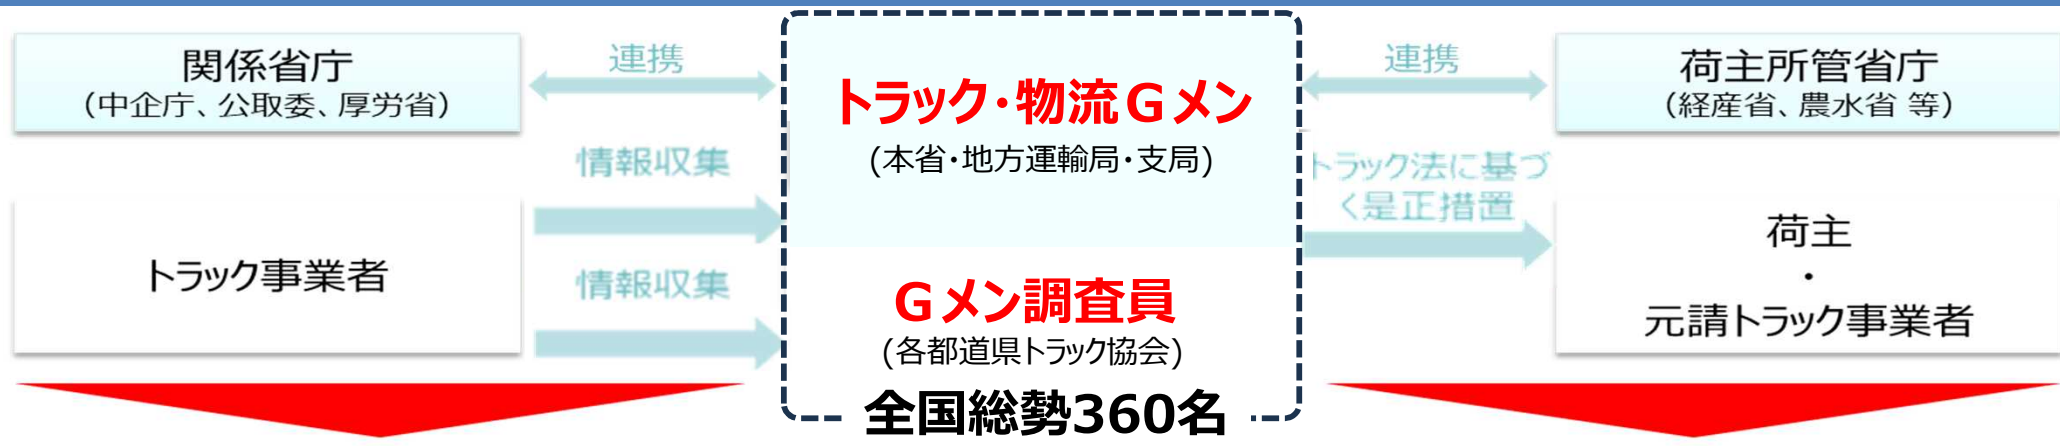 関係省庁
(中企庁、公取委、厚労省)
連携
情報収集
トラック事業者
情報収集
トラック・物流Gメン
(本省・地方運輸局・支局)
Gメン調査員
(各都道県トラック協会)
全国総勢360名
連携
トラック法に基づ
く是正措置
荷主所管省庁
(経産省、農水省 等)
荷主
・
元請トラック事業者